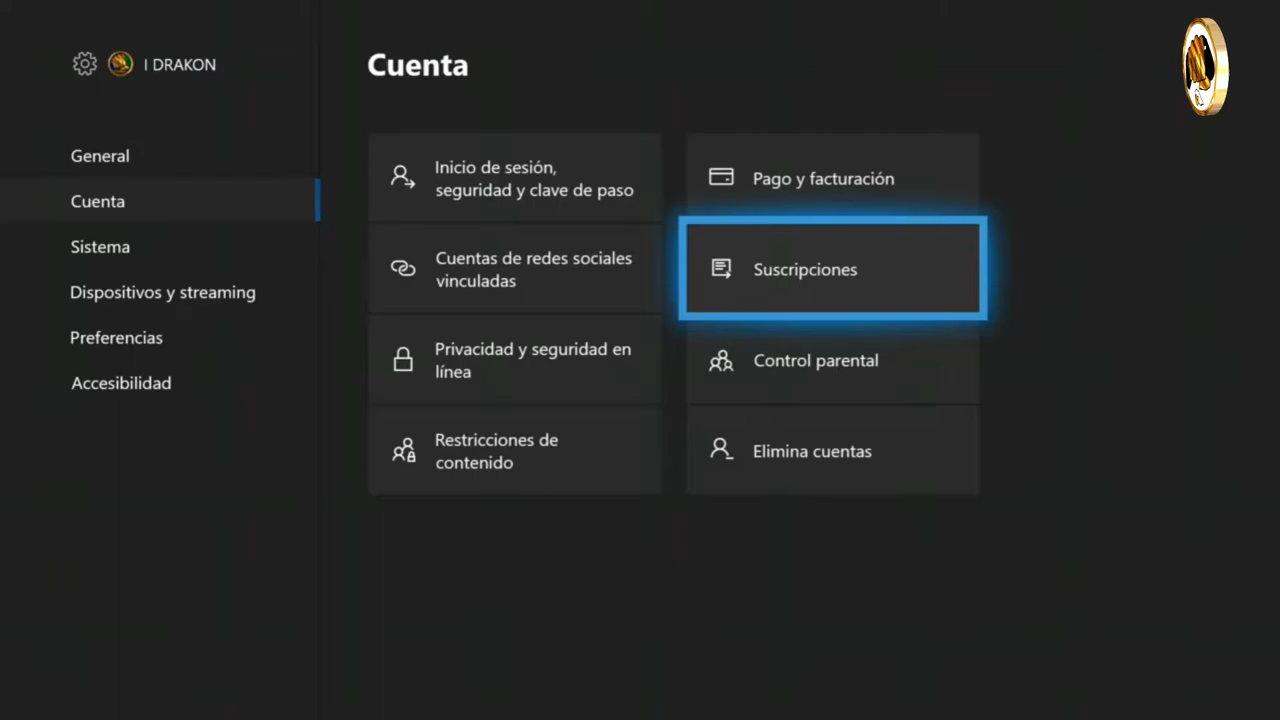 I DRAKON
Cuenta
General
Cuenta
Sistema
Dispositivos y streaming
Preferencias
Accesibilidad
Inicio de sesión,
seguridad y clave de paso
Cuentas de redes sociales
vinculadas
Privacidad y seguridad en
línea
Restricciones de
contenido
Pago y facturación
Suscripciones
Control parental
Elimina cuentas